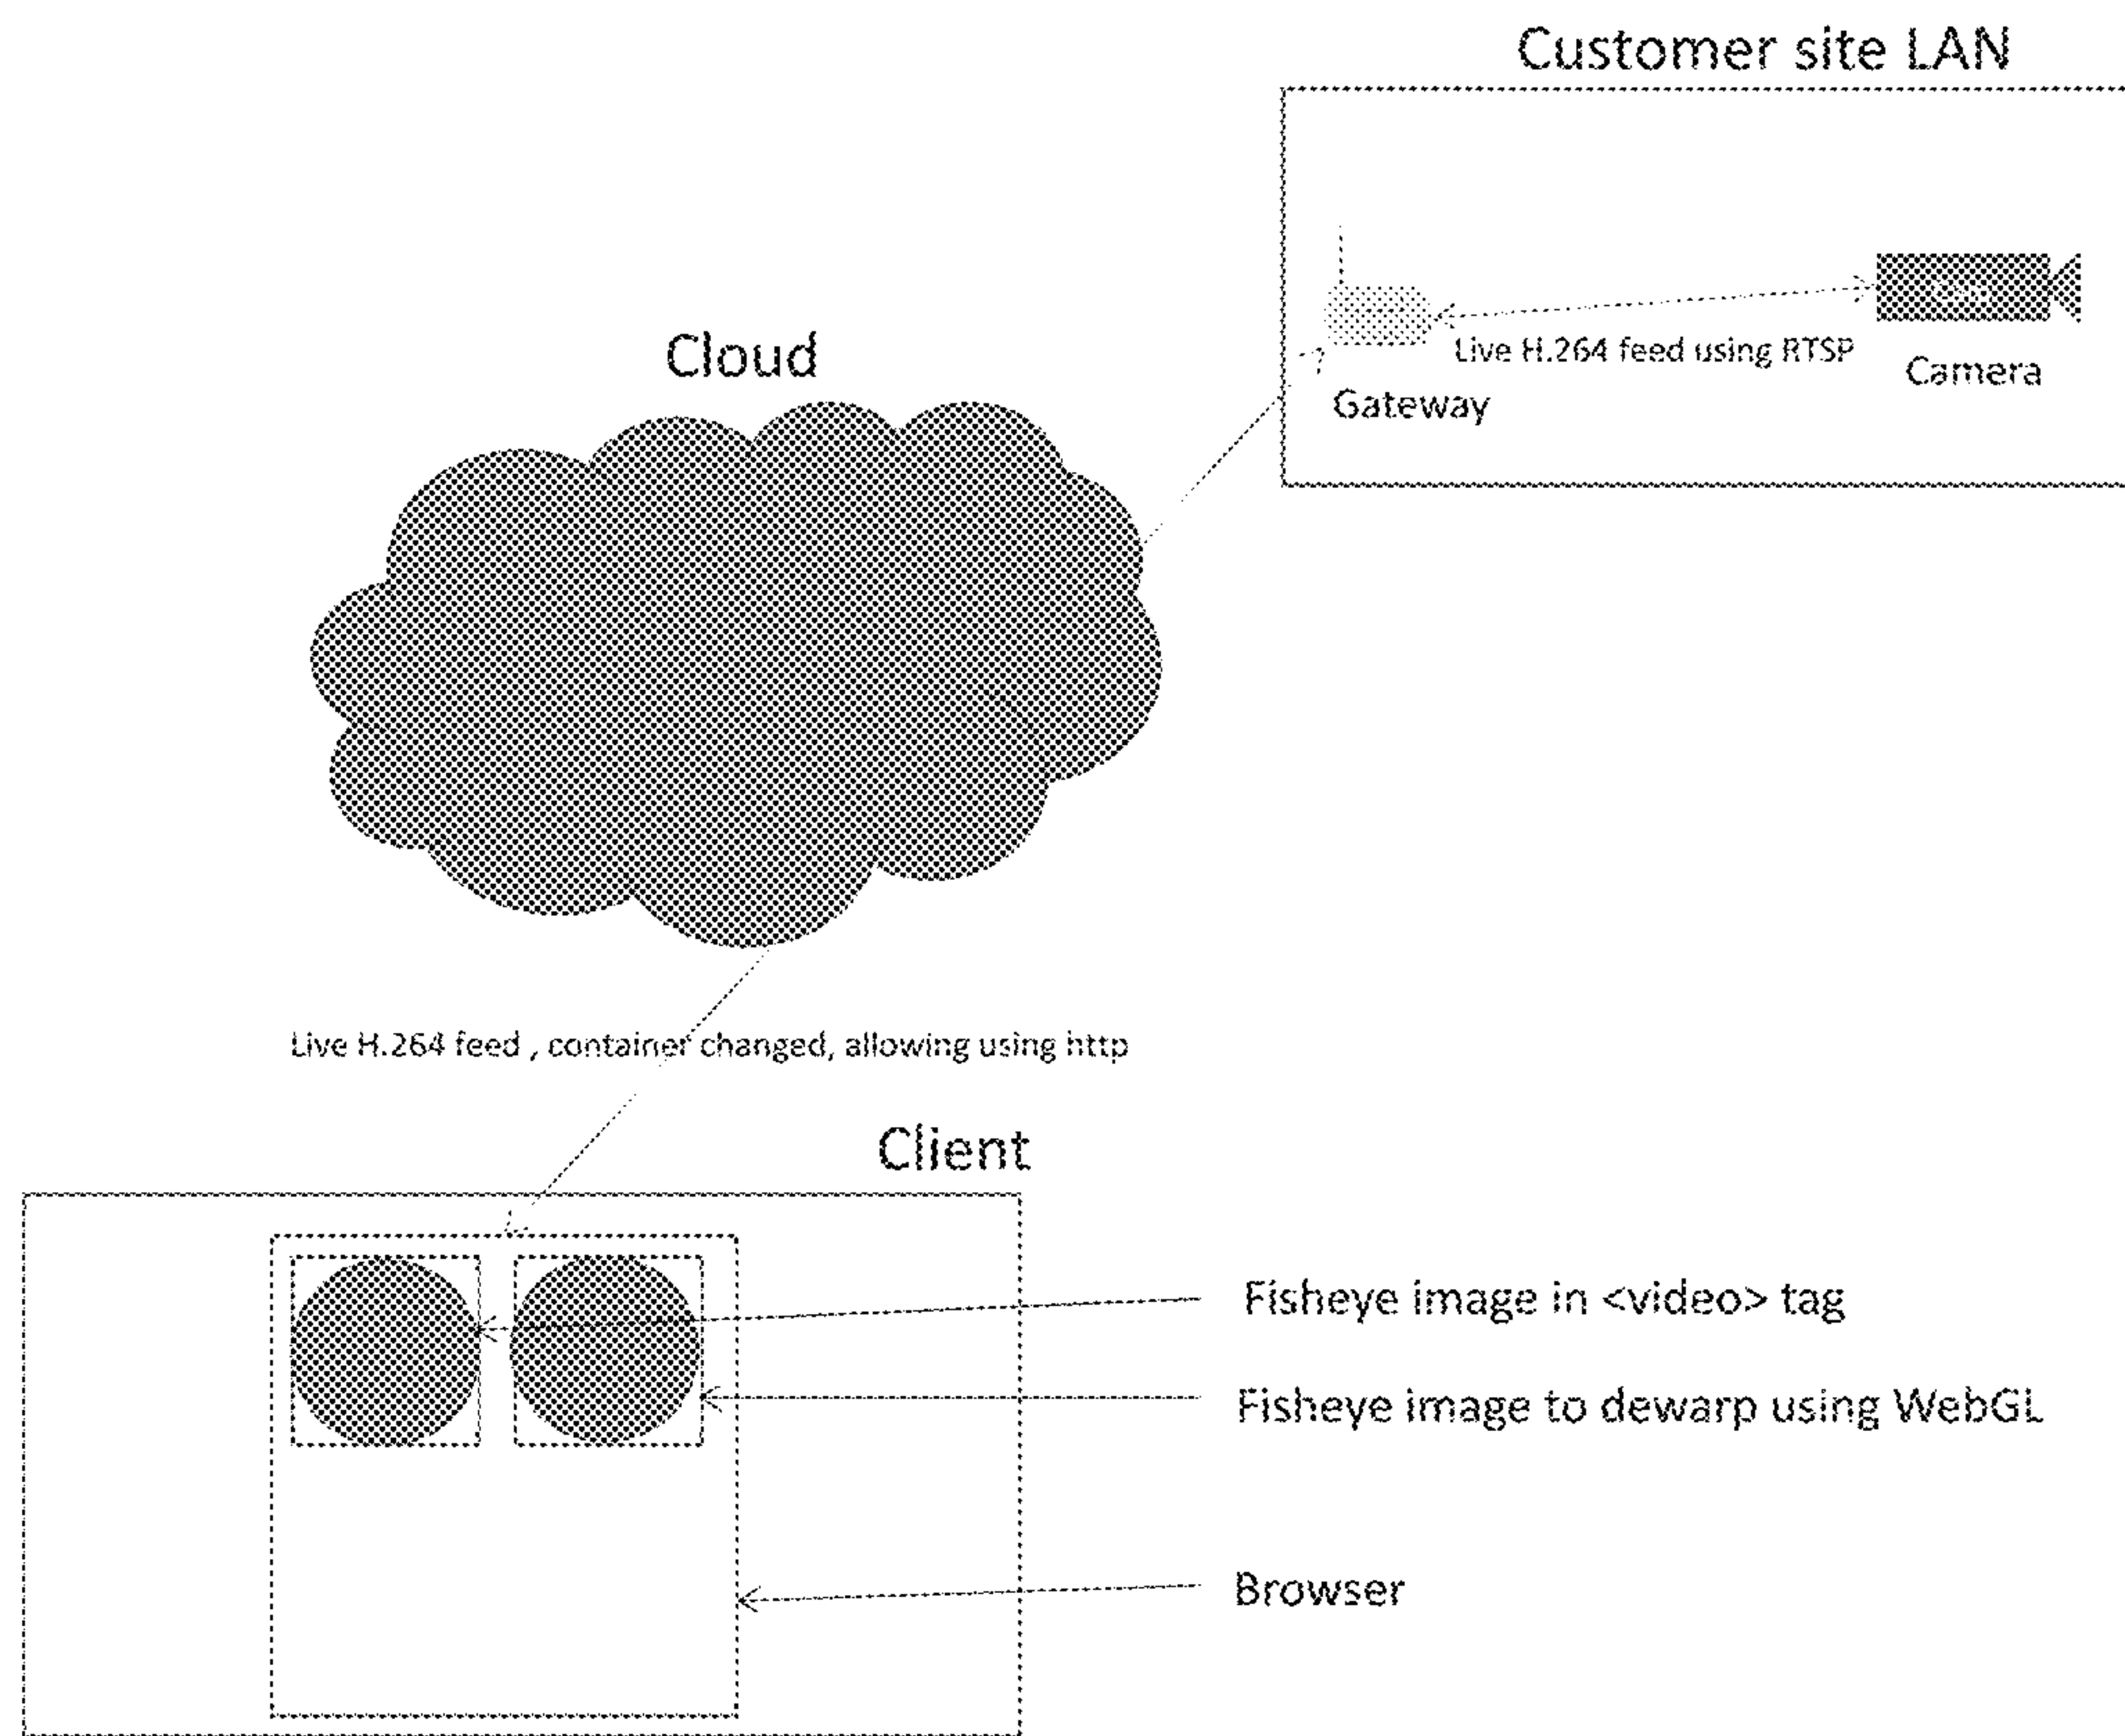 Customer site LAN
Live H.264 feed using RTSP
Camera
Gateway
Cloud
Live H.264 feed , container changed, allowing using http
Client
Fisheye image in <video> tag
Fisheye image to dewarp using WebGL
Browser